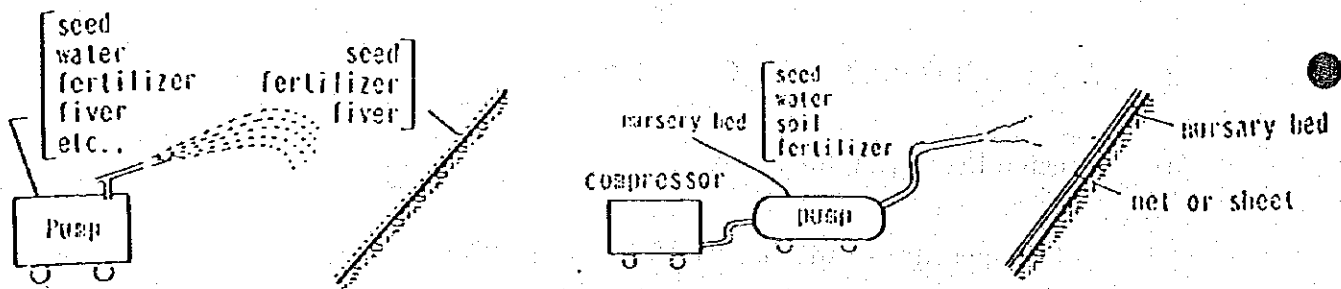 seed
water
fertilizer
fiver
etc.,
seed
fertilizer
fiver
Pump
seed
water
soil
fertilizer
nursery bed
compressor
pump
nursary bed
net or sheet